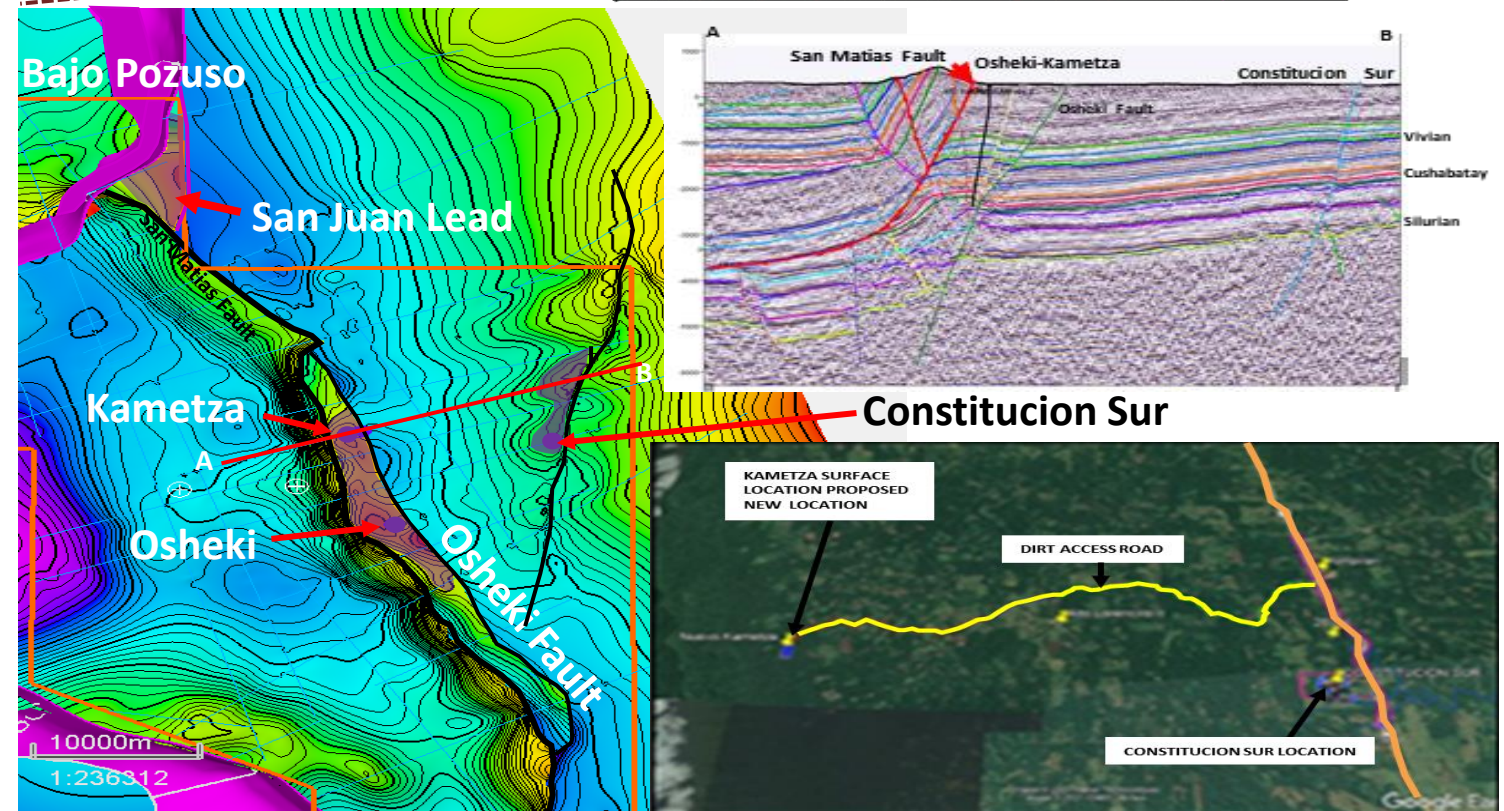 Bajo Pozuso
San Juan Lead
San Matias Fault
Kametza
A
B
Osheki
Osheki Fault
Constitucion Sur
10000m
1:236312
A
B
San Matias Fault
Osheki-Kametza
Constitucion Sur
Osheki Fault
Vivian
Cushabatay
Silurian
KAMETZA SURFACE
LOCATION PROPOSED
NEW LOCATION
DIRT ACCESS ROAD
CONSTITUCION SUR LOCATION